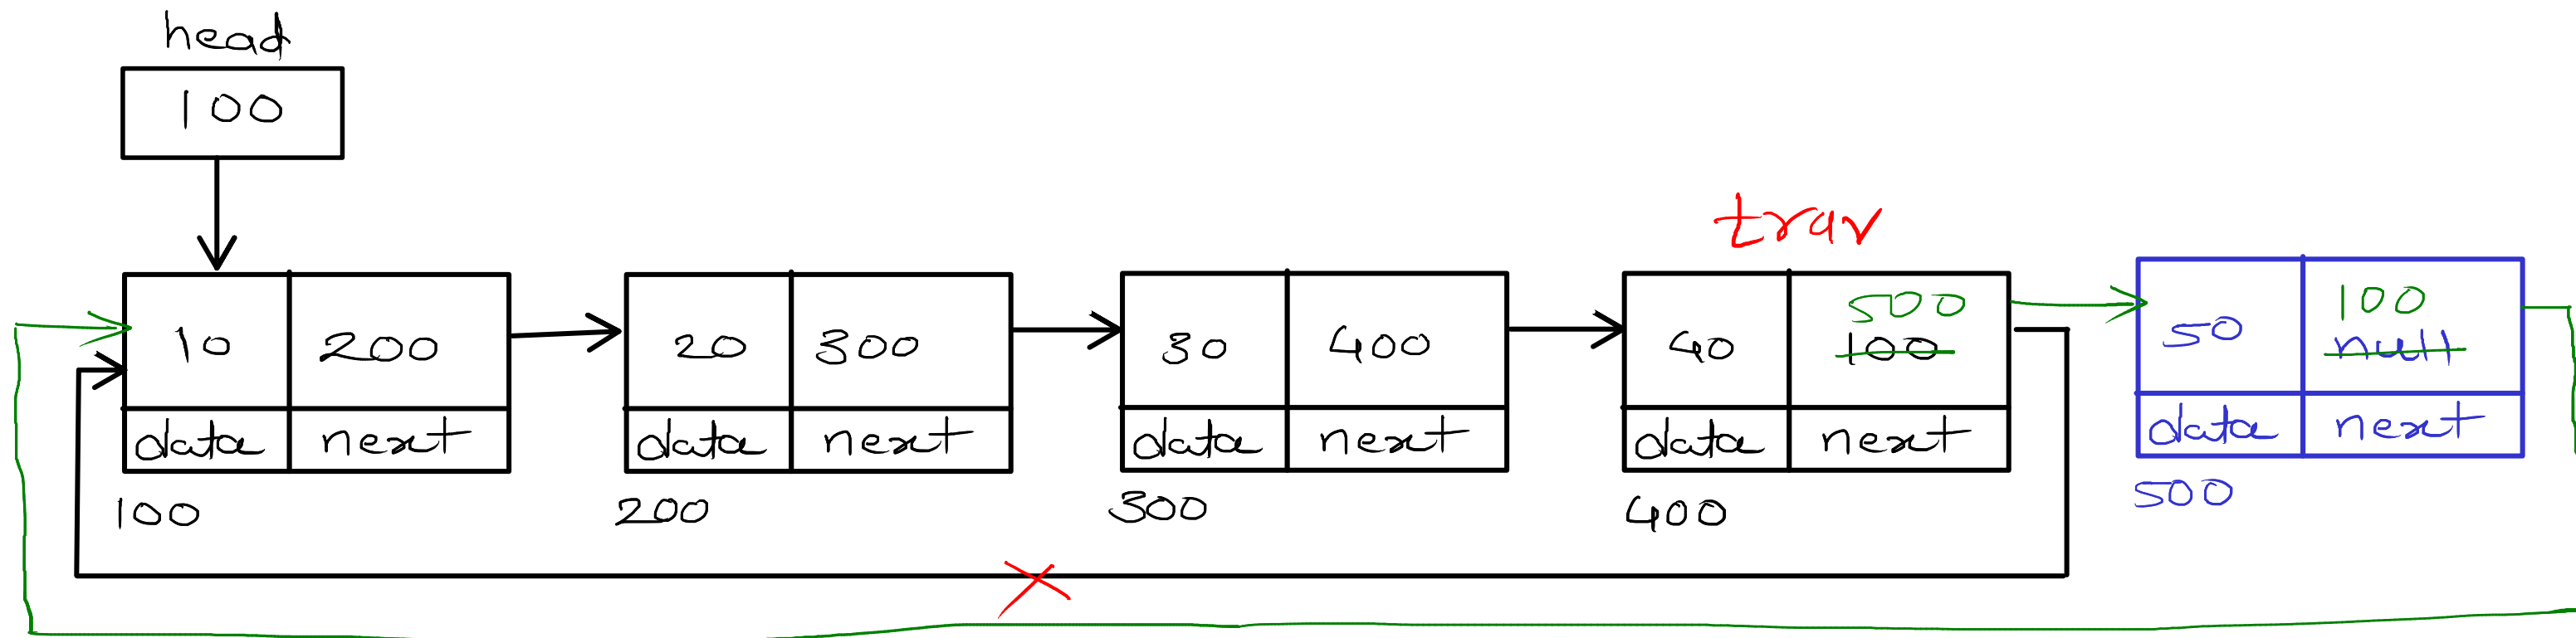 head
100
trav
500 100
10 200 20 300 30 400 40 100 50 null
data next data next data next data next data next
100 200 300 400 500